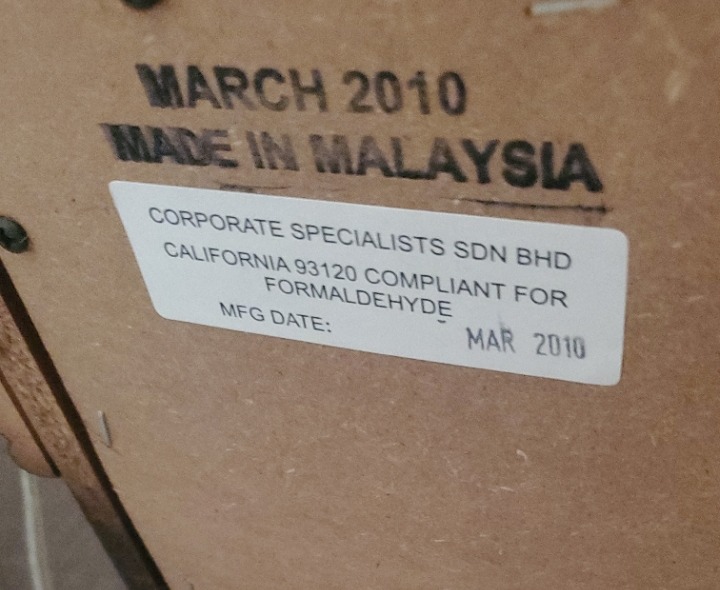 MARCH 2010
MADE IN MALAYSIA
CORPORATE SPECIALISTS SDN BHD
CALIFORNIA 93120 COMPLIANT FOR
FORMALDEHYDE
MFG DATE: MAR 2010